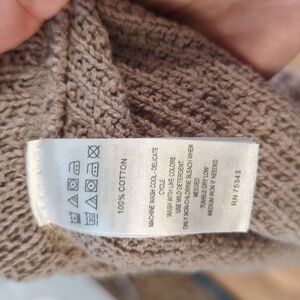 100% COTTON
MACHINE WASH COOL - DELICATE
CYCLE
WASH WITH LIKE COLORS
USE MILD DETERGENT
ONLY NON-CHLORINE BLEACH WHEN
NEEDED
TUMBLE DRY LOW
MEDIUM IRON IF NEEDED
RN 75343